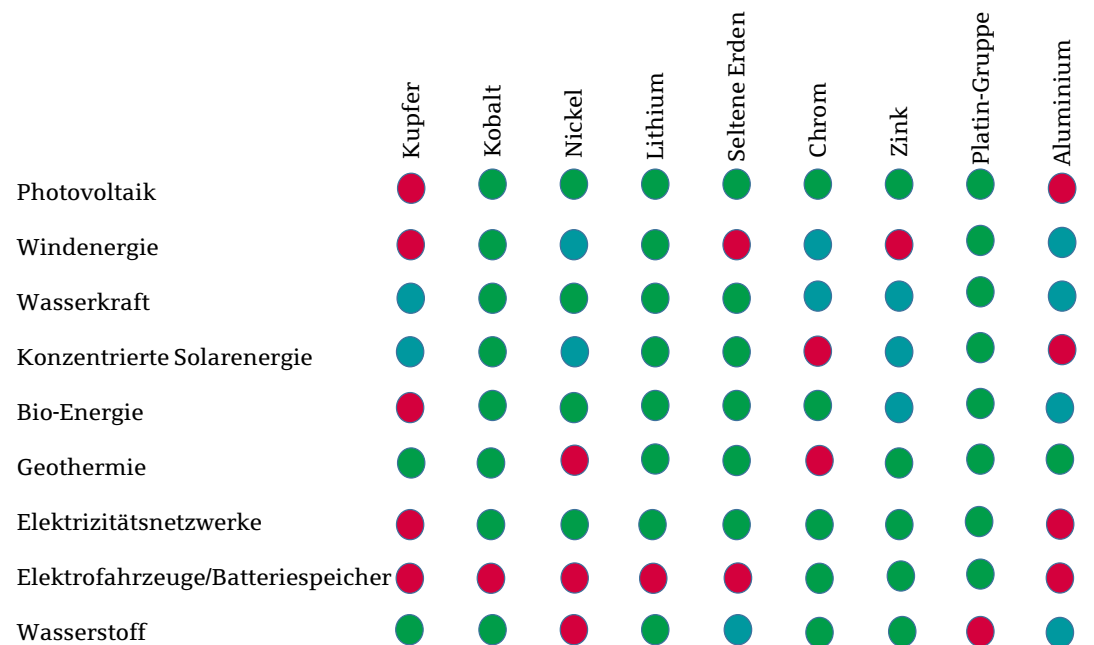 Kupfer
Kobalt
Nickel
Lithium
Seltene Erden
Chrom
Zink
Platin-Gruppe
Aluminium
Photovoltaik
Windenergie
Wasserkraft
Konzentrierte Solarenergie
Bio-Energie
Geothermie
Elektrizitätsnetzwerke
Elektrofahrzeuge/Batteriespeicher
Wasserstoff